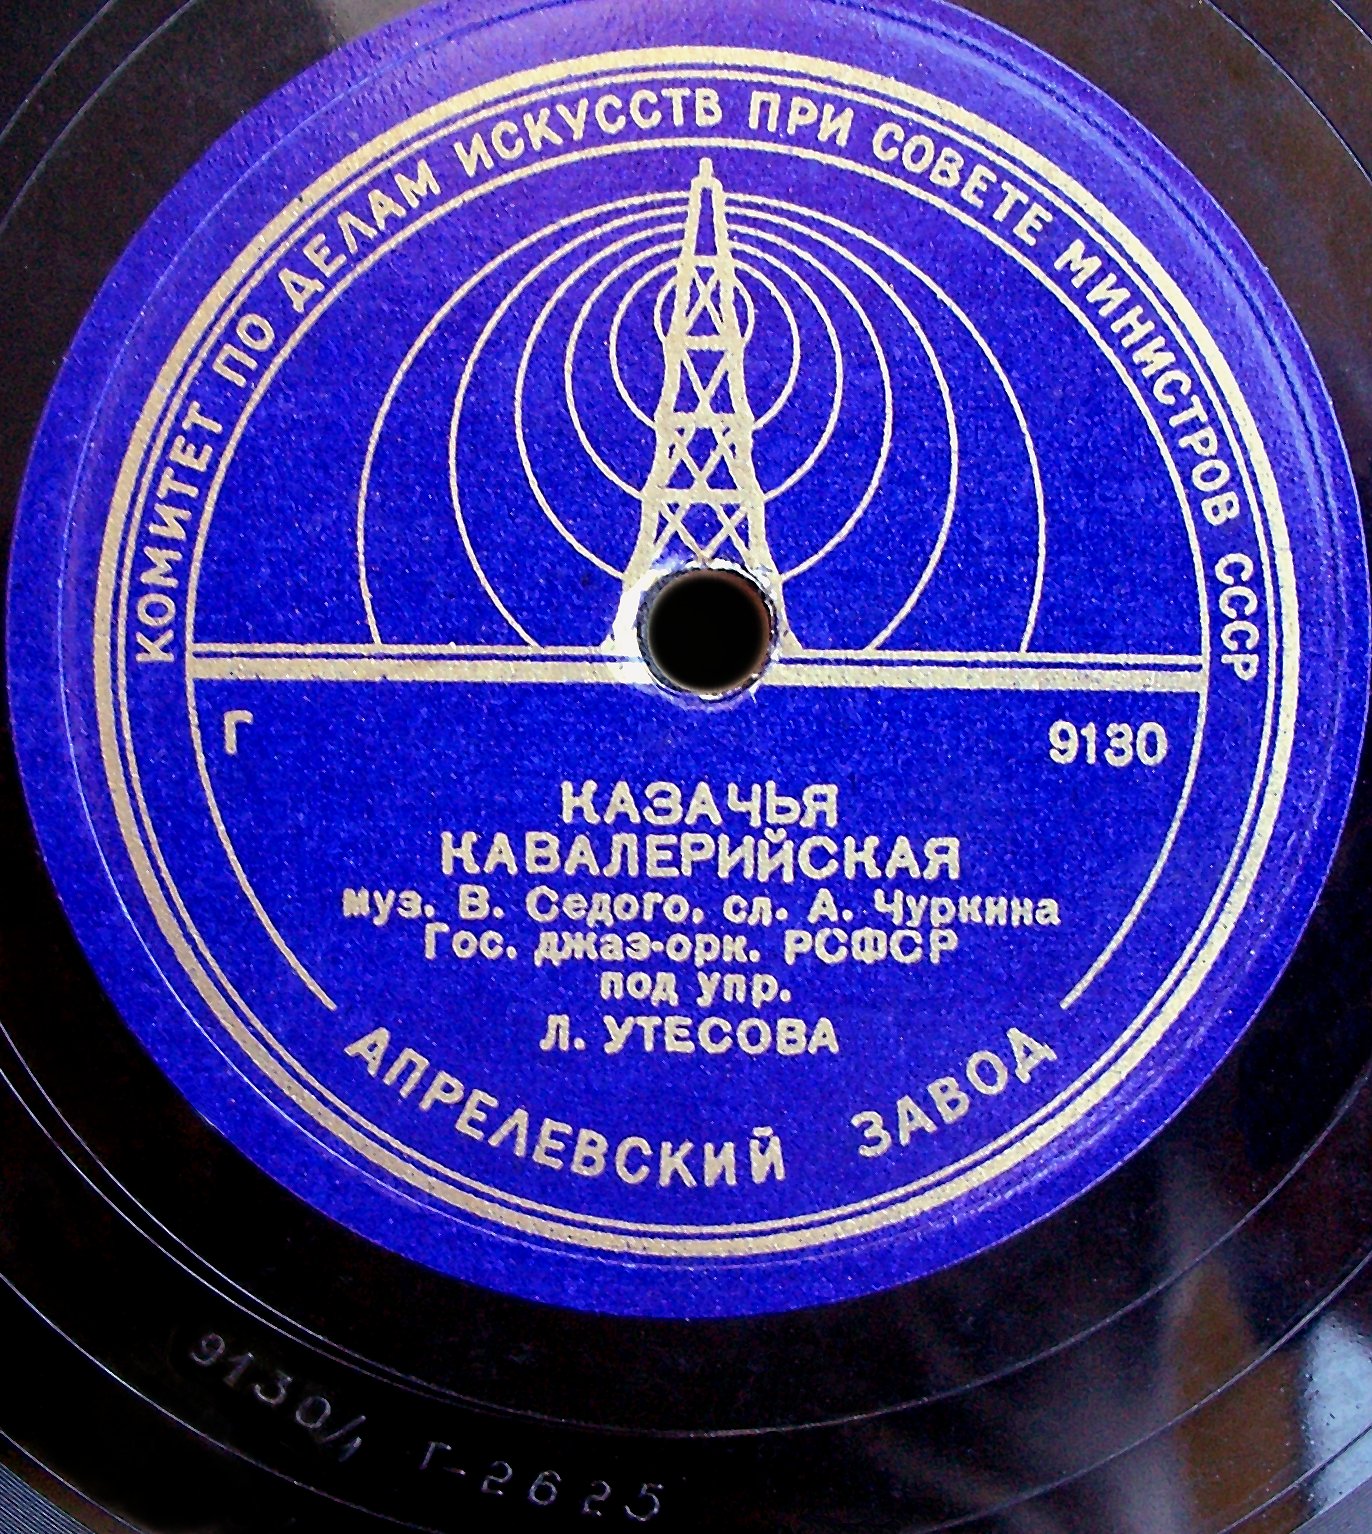 КОМИТЕТ ПО ДЕЛАМ ИСКУССТВ ПРИ СОВЕТЕ МИНИСТРОВ СССР
Г 9130
КАЗАЧЬЯ
КАВАЛЕРИЙСКАЯ
муз. В. Седого, сл. А. Чуркина
Гос. джаз-орк. РСФСР
под упр.
Л. УТЕСОВА
АПРЕЛЕВСКИЙ ЗАВОД
9130/1 Г-2625